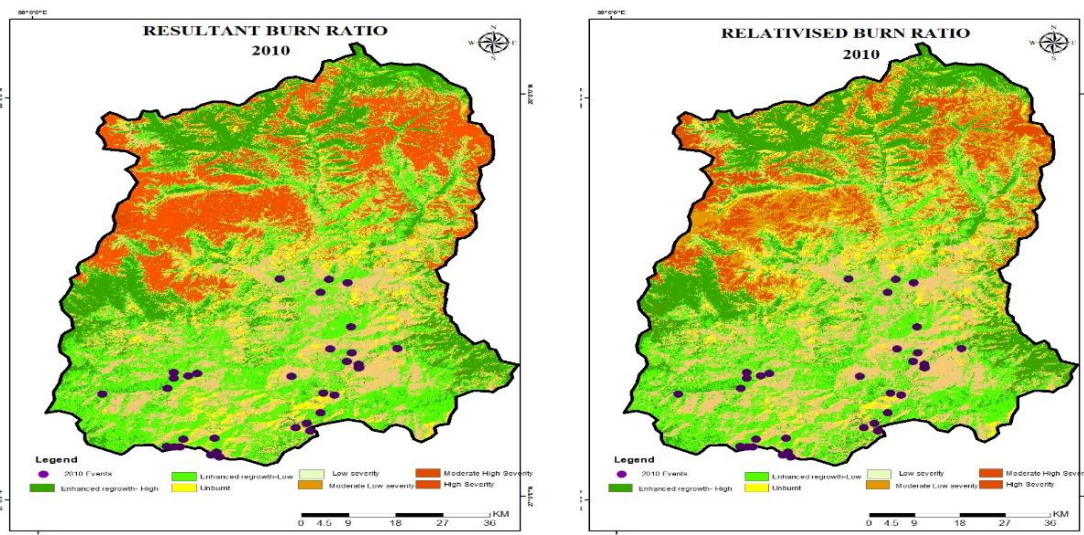 RESULTANT BURN RATIO
2010
N
W
E
S
Legend
2010 Events
Enhanced regrowth- High
Enhanced regrowth-Low
Unburnt
Low severity
Moderate Low severity
Moderate High Severity
High Severity
KM
0 4.5 9 18 27 36
RELATIVISED BURN RATIO
2010
N
W
E
S
Legend
2010 Events
Enhanced regrowth- High
Enhanced regrowth-Low
Unburnt
Low severity
Moderate Low severity
Moderate High Severity
High Severity
KM
0 4.5 9 18 27 36